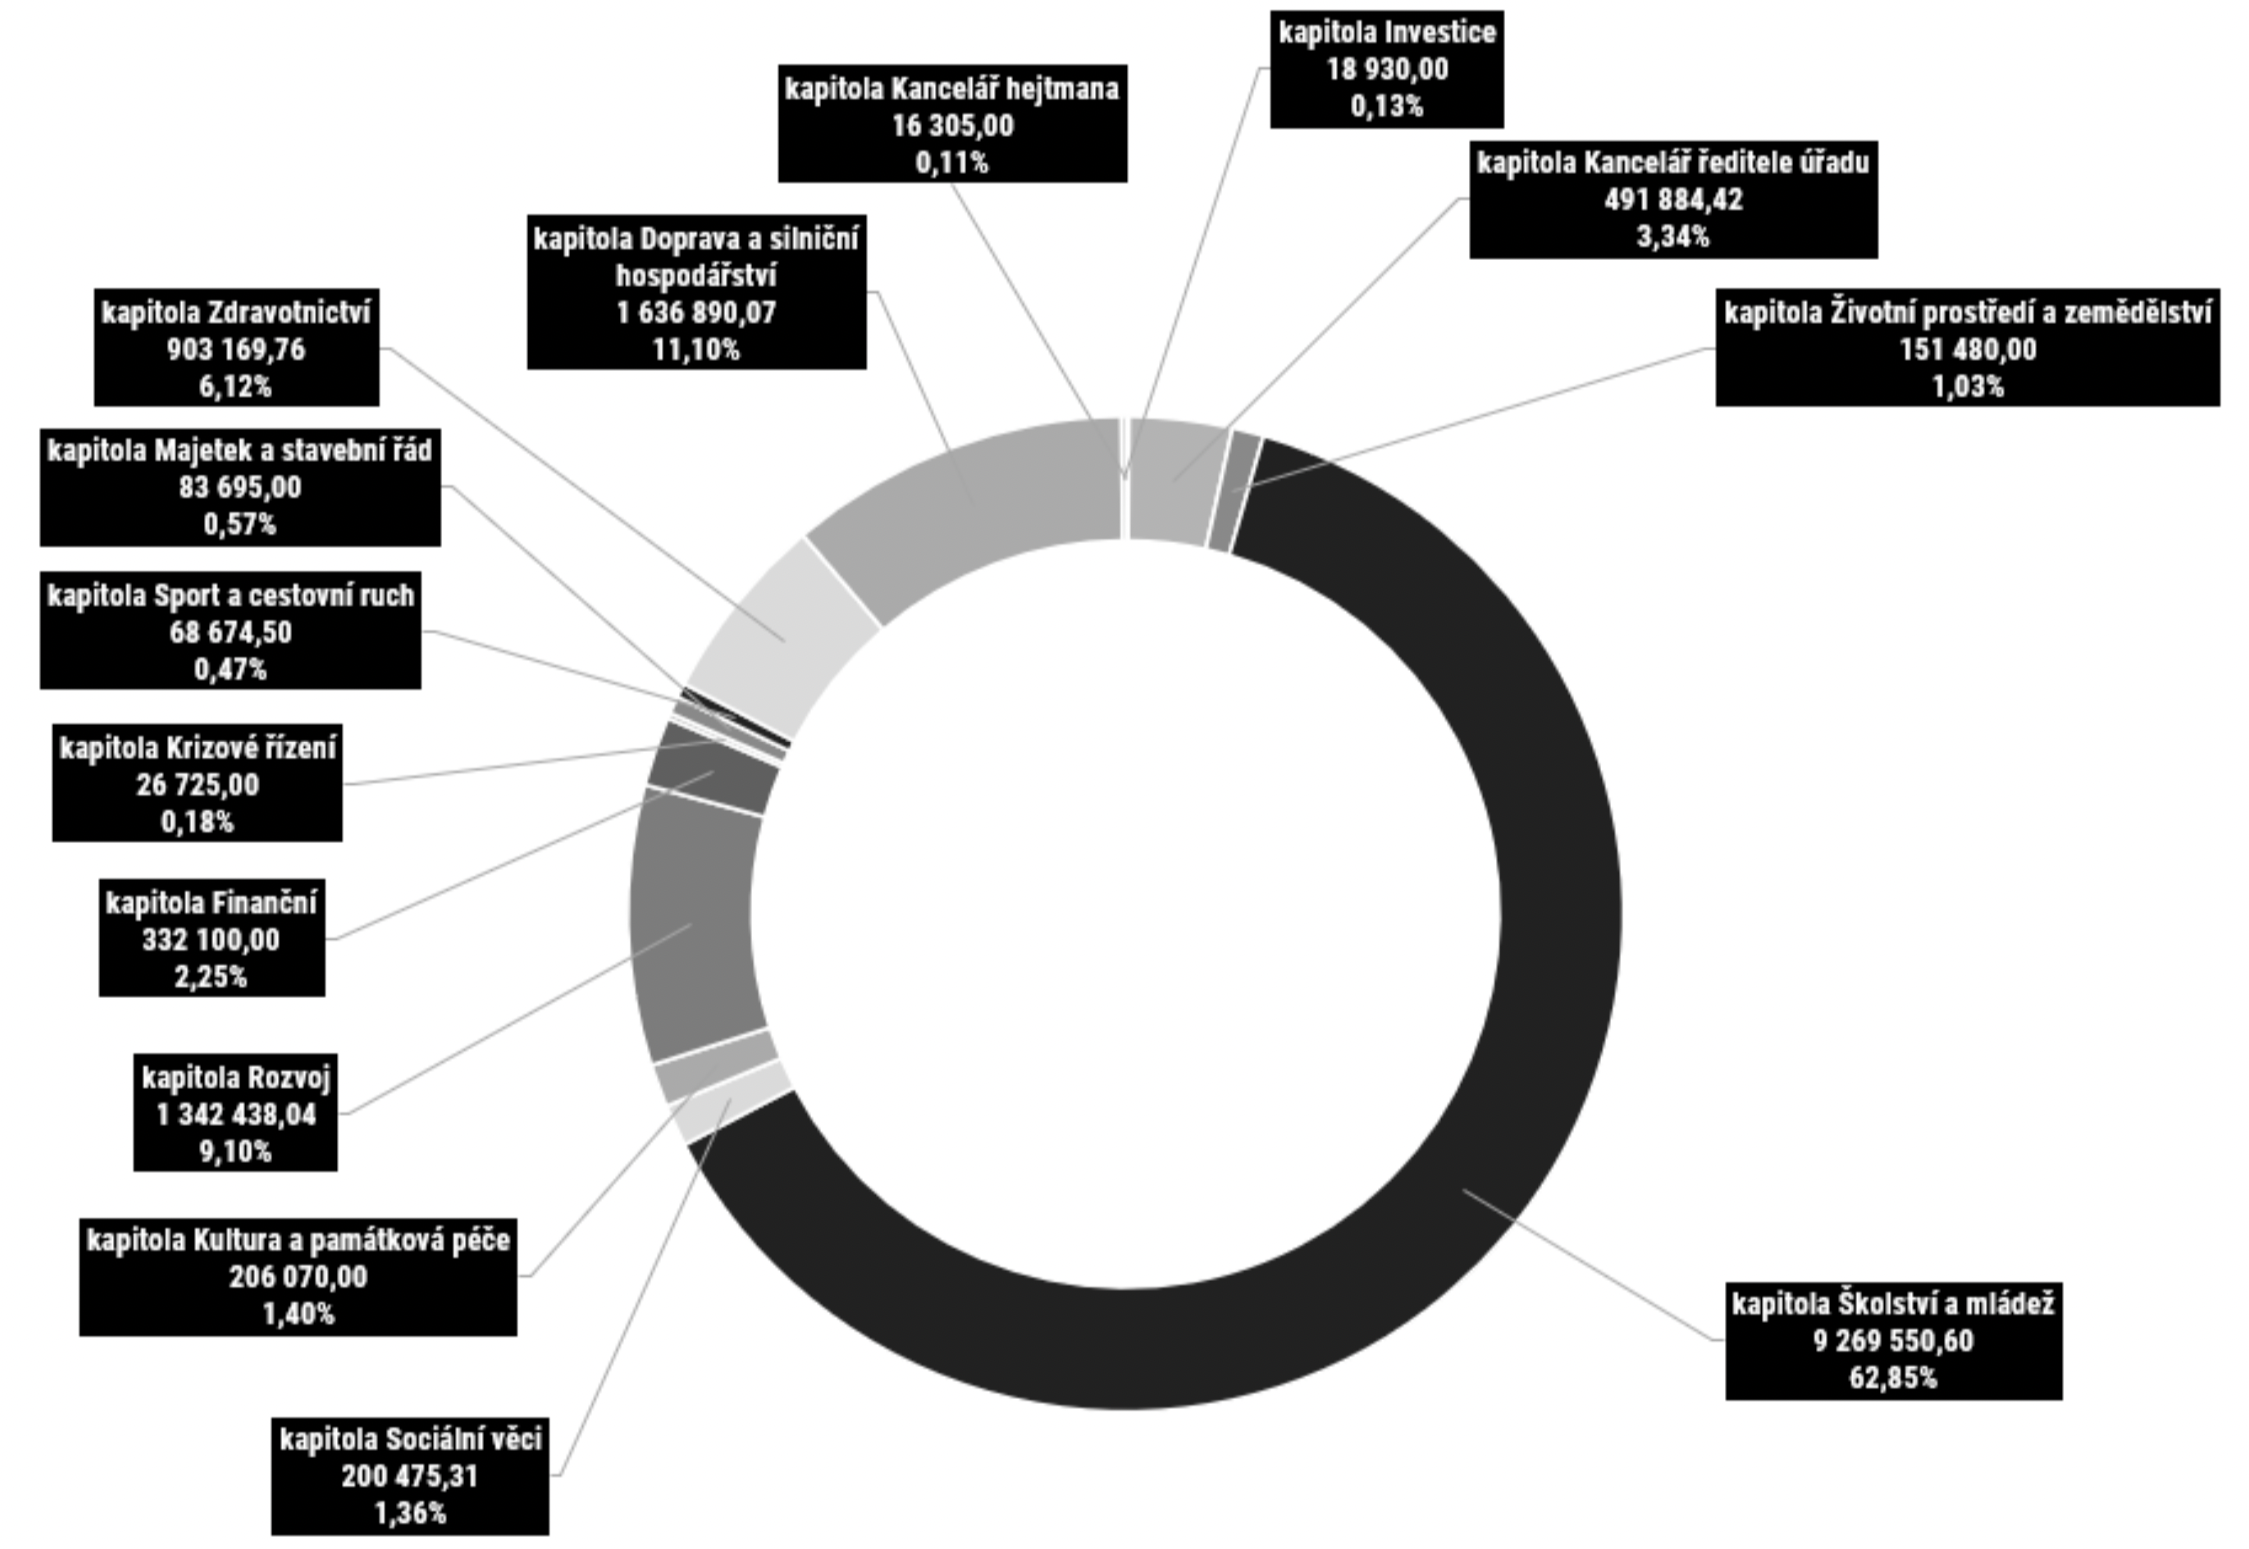 kapitola Investice
18 930,00
0,13%
kapitola Kancelář hejtmana
16 305,00
0,11%
kapitola Kancelář ředitele úřadu
491 884,42
3,34%
kapitola Doprava a silniční
hospodářství
1 636 890,07
11,10%
kapitola Zdravotnictví
903 169,76
6,12%
kapitola Životní prostředí a zemědělství
151 480,00
1,03%
kapitola Majetek a stavební řád
83 695,00
0,57%
kapitola Sport a cestovní ruch
68 674,50
0,47%
kapitola Krizové řízení
26 725,00
0,18%
kapitola Finanční
332 100,00
2,25%
kapitola Rozvoj
1 342 438,04
9,10%
kapitola Kultura a památková péče
206 070,00
1,40%
kapitola Školství a mládež
9 269 550,60
62,85%
kapitola Sociální věci
200 475,31
1,36%